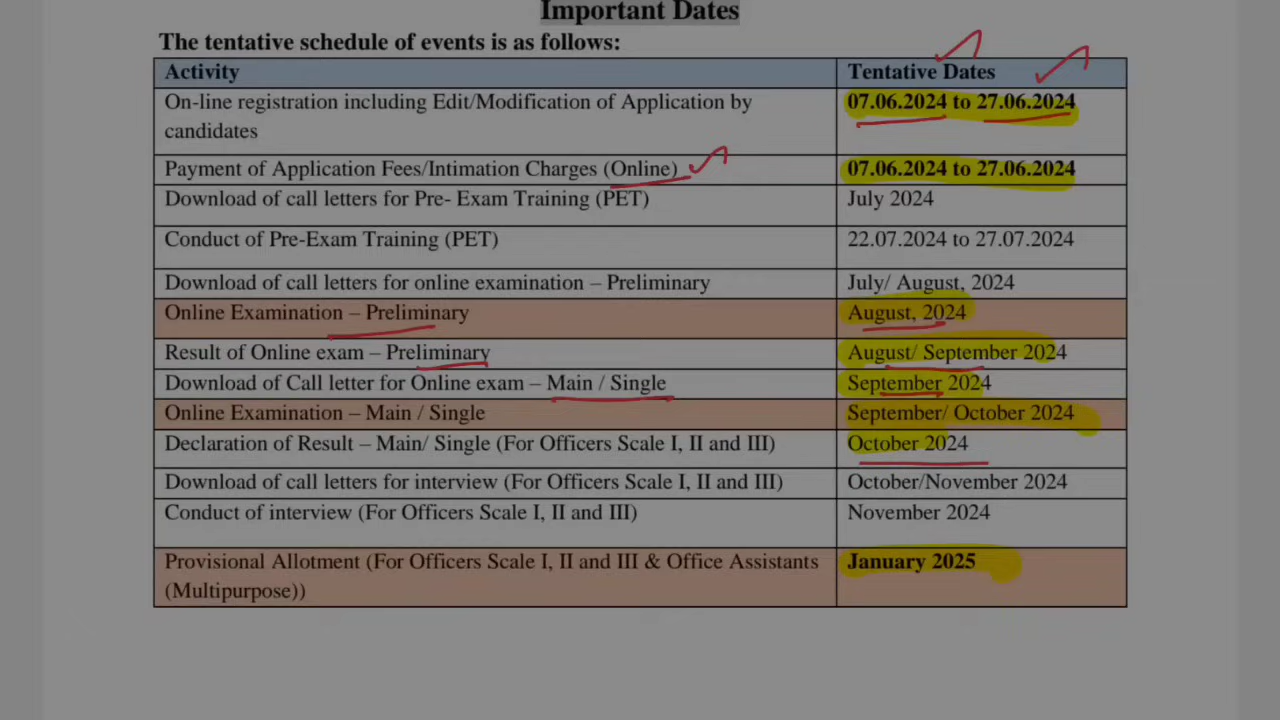 Important Dates
The tentative schedule of events is as follows:
Activity Tentative Dates
On-line registration including Edit/Modification of Application by candidates 07.06.2024 to 27.06.2024
Payment of Application Fees/Intimation Charges (Online) 07.06.2024 to 27.06.2024
Download of call letters for Pre- Exam Training (PET) July 2024
Conduct of Pre-Exam Training (PET) 22.07.2024 to 27.07.2024
Download of call letters for online examination – Preliminary July/ August, 2024
Online Examination – Preliminary August, 2024
Result of Online exam – Preliminary August/ September 2024
Download of Call letter for Online exam – Main / Single September 2024
Online Examination – Main / Single September/ October 2024
Declaration of Result – Main/ Single (For Officers Scale I, II and III) October 2024
Download of call letters for interview (For Officers Scale I, II and III) October/November 2024
Conduct of interview (For Officers Scale I, II and III) November 2024
Provisional Allotment (For Officers Scale I, II and III & Office Assistants (Multipurpose)) January 2025